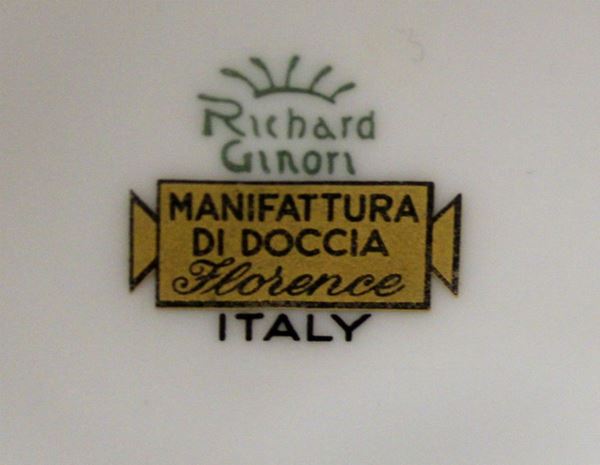 Richard
Ginori
MANIFATTURA
DI DOCCIA
Florence
ITALY